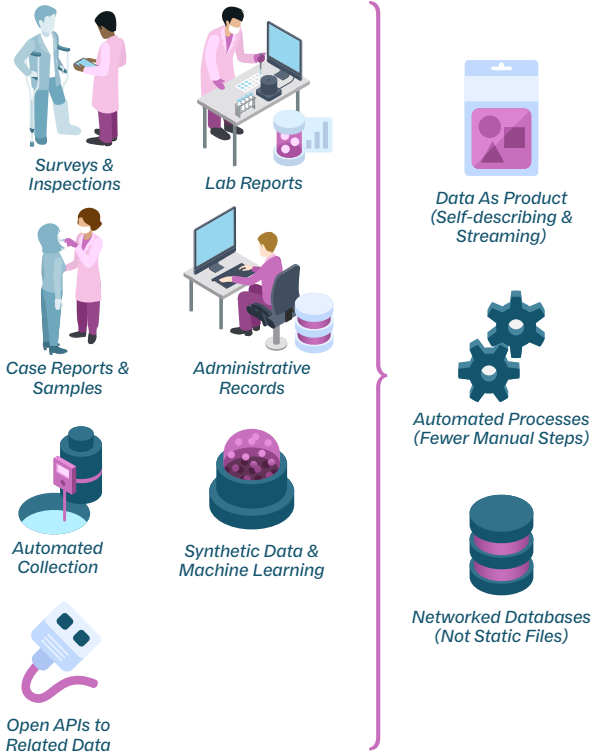 Surveys &
Inspections
Lab Reports
Case Reports &
Samples
Administrative
Records
Automated
Collection
Synthetic Data &
Machine Learning
Open APIs to
Related Data
Data As Product
(Self-describing &
Streaming)
Automated Processes
(Fewer Manual Steps)
Networked Databases
(Not Static Files)